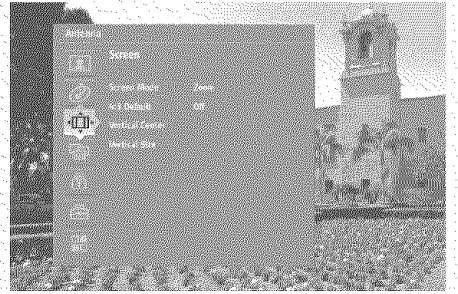 Antenna
Screen
Screen Mode Zoom
4:3 Default Off
Vertical Center
Vertical Size